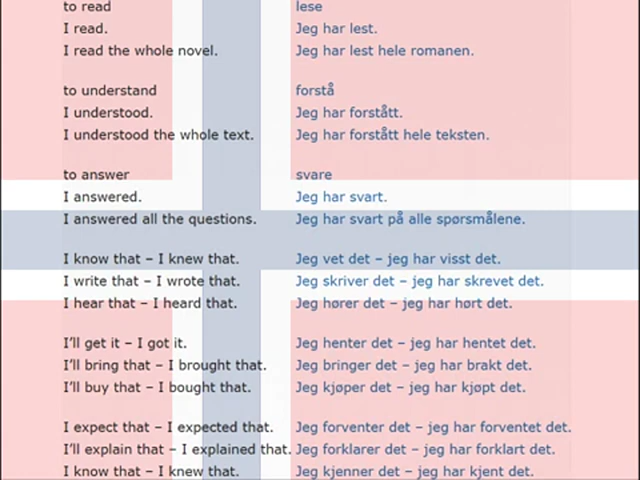 to read lese
I read. Jeg har lest.
I read the whole novel. Jeg har lest hele romanen.
to understand forstå
I understood. Jeg har forstått.
I understood the whole text. Jeg har forstått hele teksten.
to answer svare
I answered. Jeg har svart.
I answered all the questions. Jeg har svart på alle spørsmålene.
I know that – I knew that. Jeg vet det – jeg har visst det.
I write that – I wrote that. Jeg skriver det – jeg har skrevet det.
I hear that – I heard that. Jeg hører det – jeg har hørt det.
I’ll get it – I got it. Jeg henter det – jeg har hentet det.
I’ll bring that – I brought that. Jeg bringer det – jeg har brakt det.
I’ll buy that – I bought that. Jeg kjøper det – jeg har kjøpt det.
I expect that – I expected that. Jeg forventer det – jeg har forventet det.
I’ll explain that – I explained that. Jeg forklarer det – jeg har forklart det.
I know that – I knew that. Jeg kjenner det – jeg har kjent det.